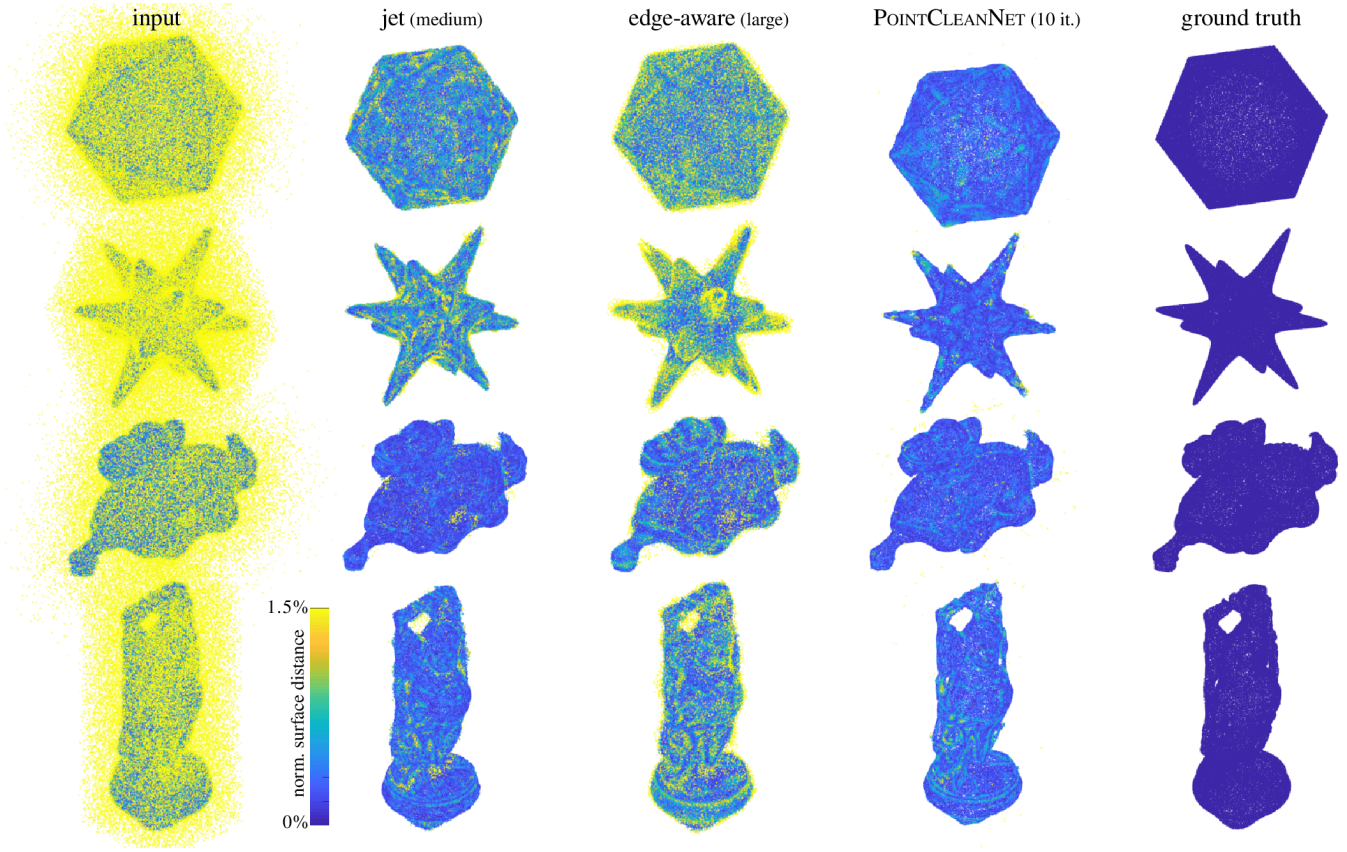 input
jet (medium)
edge-aware (large)
POINTCLEANNET (10 it.)
ground truth
1.5%
norm. surface distance
0%